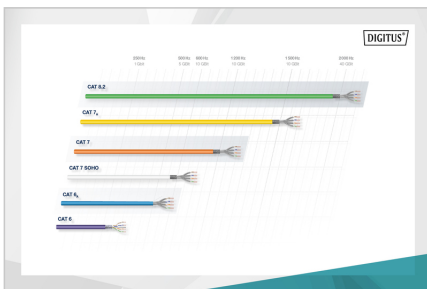 DIGITUS®
250 Hz 500 Hz 600 Hz 1200 Hz 1500 Hz 2000 Hz
1 GBit 5 GBit 10 GBit 10 GBit 10 GBit 40 GBit
CAT 8.2
CAT 7A
CAT 7
CAT 7 SOHO
CAT 6A
CAT 6